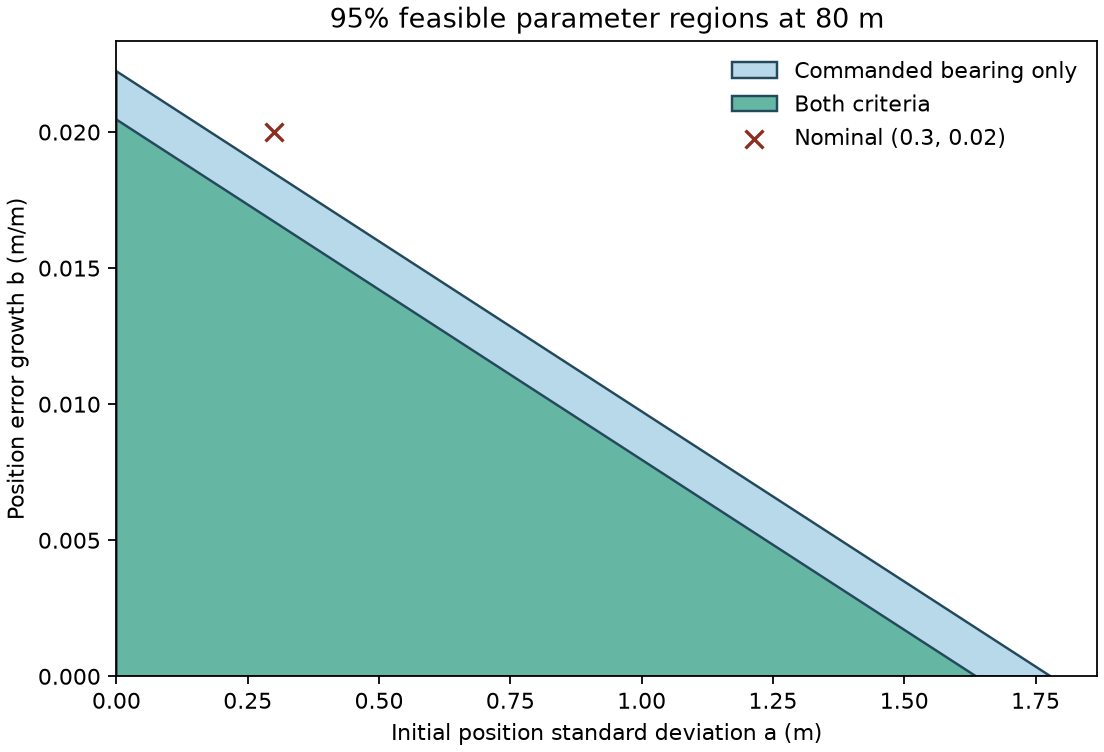 95% feasible parameter regions at 80 m
Commanded bearing only
Both criteria
Nominal (0.3, 0.02)
Position error growth b (m/m)
0.020
0.015
0.010
0.005
0.000
0.00 0.25 0.50 0.75 1.00 1.25 1.50 1.75
Initial position standard deviation a (m)